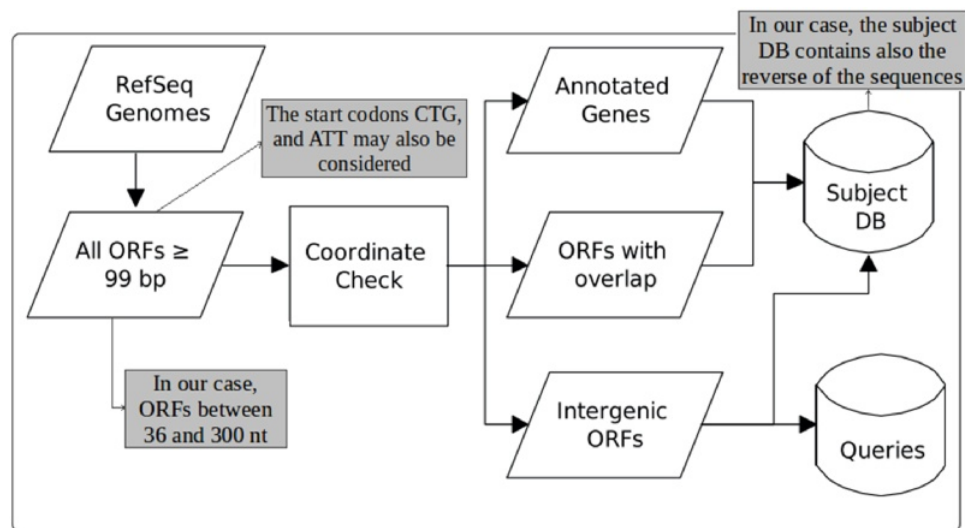 In our case, the subject
DB contains also the
reverse of the sequences
RefSeq
Genomes
The start codons CTG,
and ATT may also be
considered
Annotated
Genes
Subject
DB
All ORFs ≥
99 bp
Coordinate
Check
ORFs with
overlap
In our case,
ORFs between
36 and 300 nt
Intergenic
ORFs
Queries